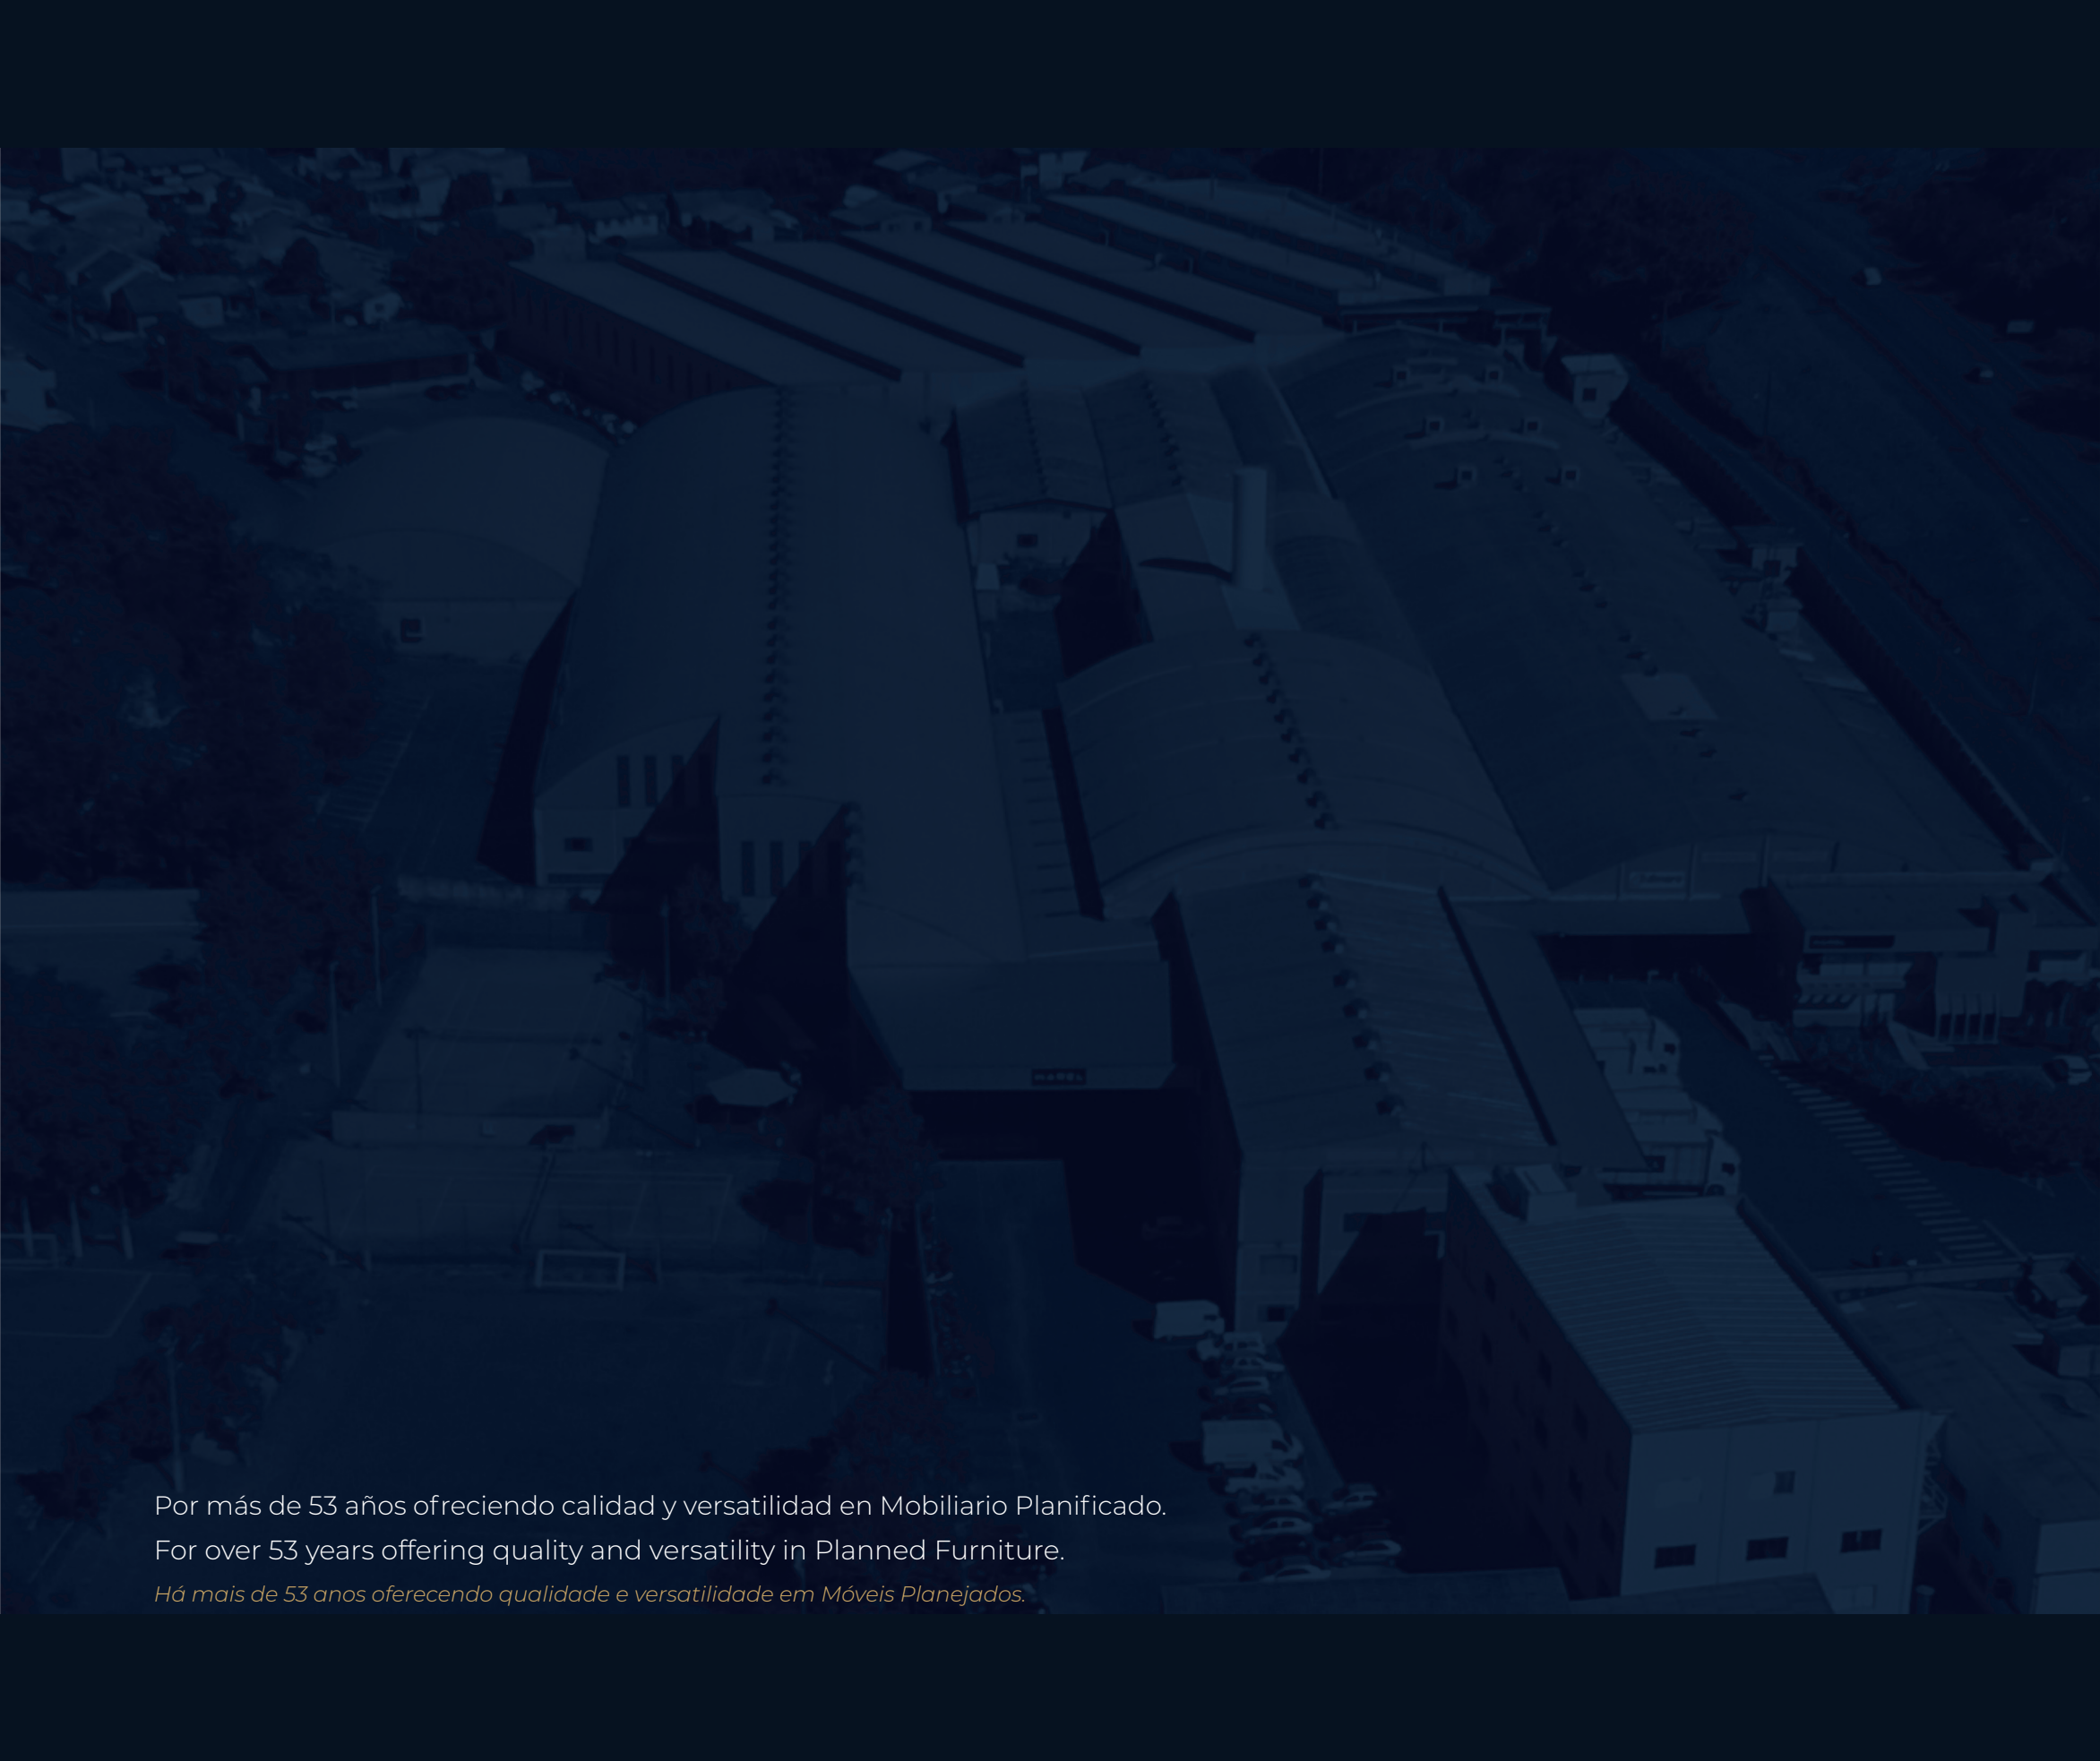 Por más de 53 años ofreciendo calidad y versatilidad en Mobiliario Planificado.
For over 53 years offering quality and versatility in Planned Furniture.
Há mais de 53 anos oferecendo qualidade e versatilidade em Móveis Planejados.